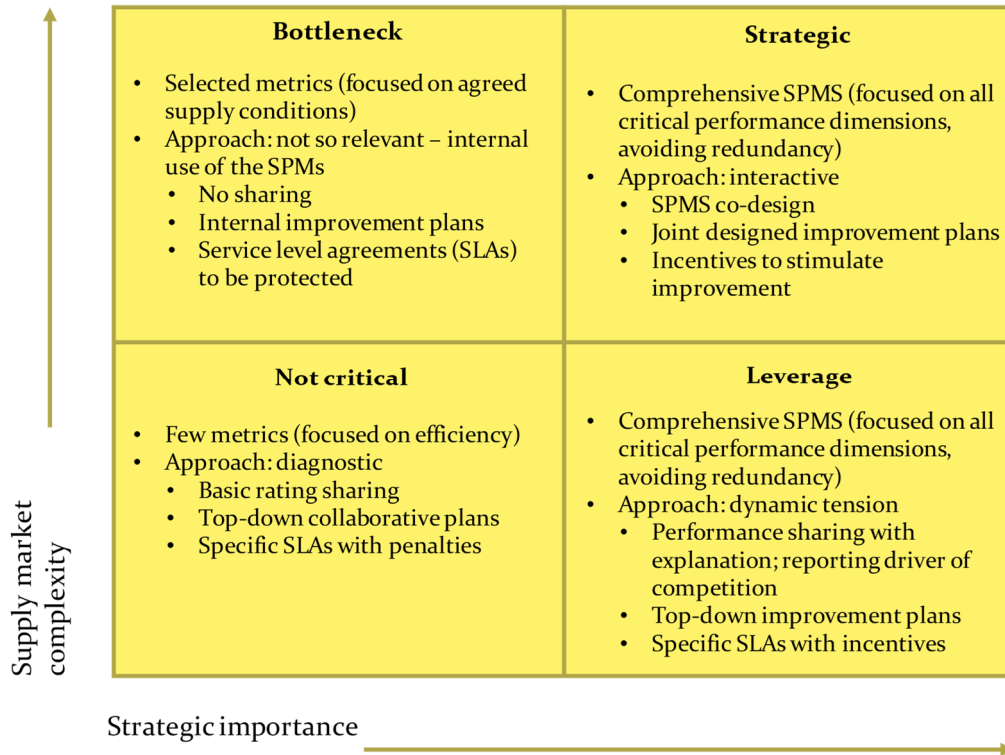 Bottleneck
• Selected metrics (focused on agreed
supply conditions)
• Approach: not so relevant – internal
use of the SPMs
• No sharing
• Internal improvement plans
• Service level agreements (SLAs)
to be protected
Strategic
• Comprehensive SPMS (focused on all
critical performance dimensions,
avoiding redundancy)
• Approach: interactive
• SPMS co-design
• Joint designed improvement plans
• Incentives to stimulate
improvement
Not critical
• Few metrics (focused on efficiency)
• Approach: diagnostic
• Basic rating sharing
• Top-down collaborative plans
• Specific SLAs with penalties
Leverage
• Comprehensive SPMS (focused on all
critical performance dimensions,
avoiding redundancy)
• Approach: dynamic tension
• Performance sharing with
explanation; reporting driver of
competition
• Top-down improvement plans
• Specific SLAs with incentives
Supply market
complexity
Strategic importance